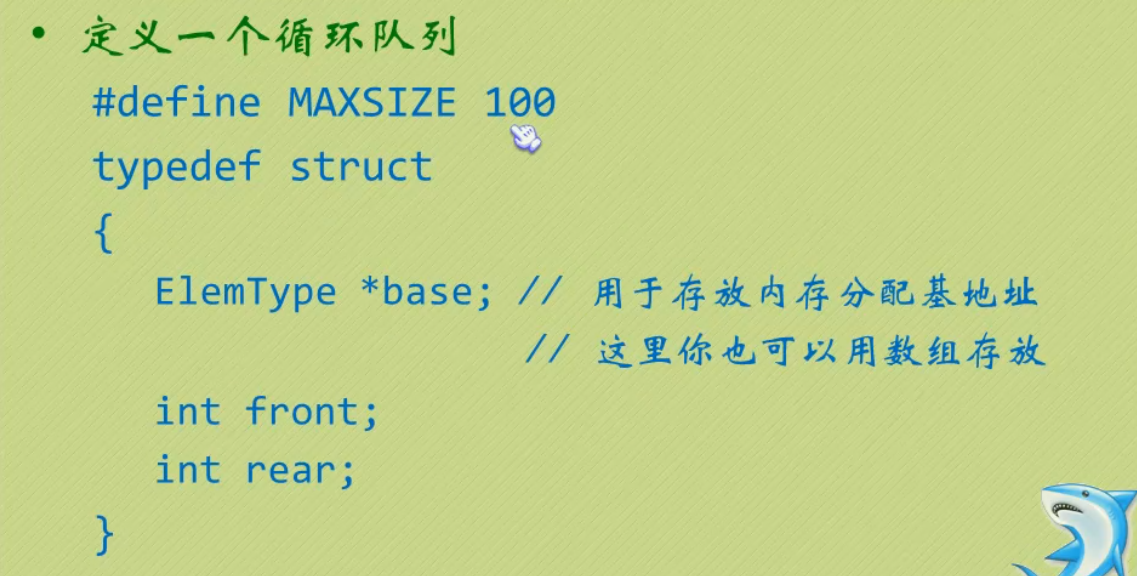 • 定义一个循环队列
#define MAXSIZE 100
typedef struct
{
ElemType *base; // 用于存放内存分配基地址
// 这里你也可以用数组存放
int front;
int rear;
}